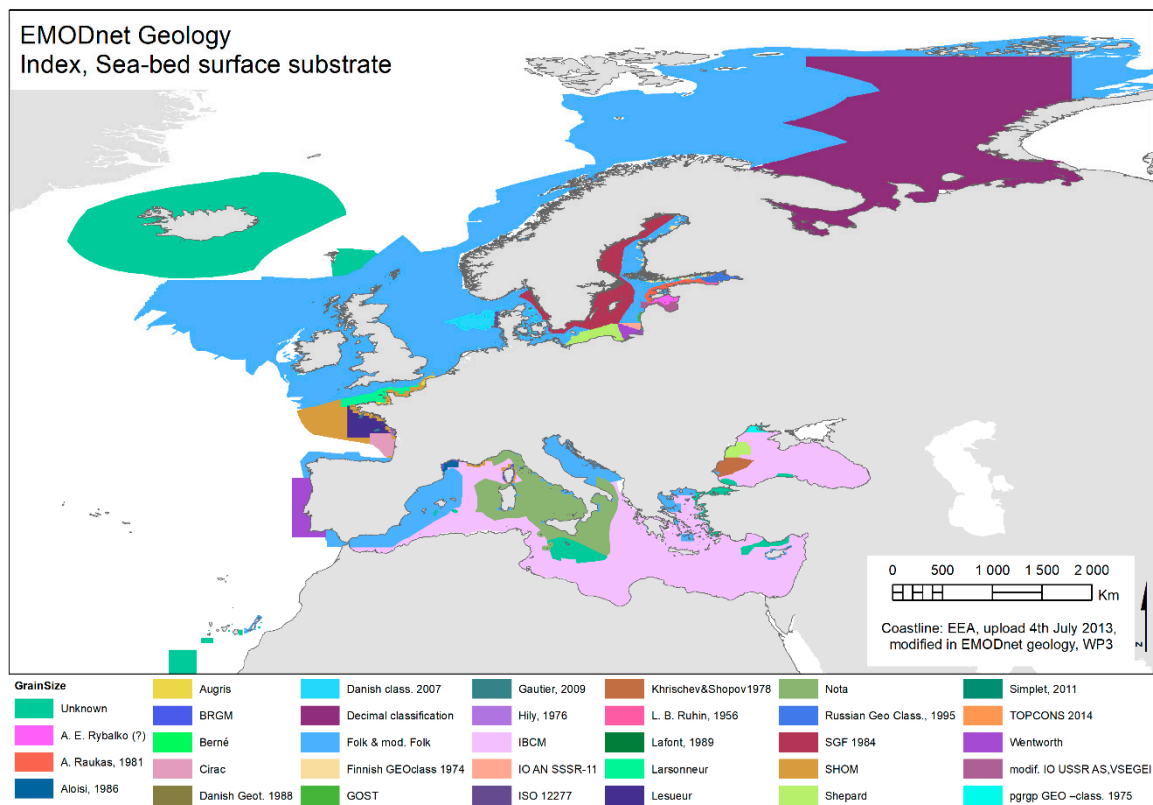 EMODnet Geology
Index, Sea-bed surface substrate
0 500 1 000 1 500 2 000
Km
Coastline: EEA, upload 4th July 2013,
modified in EMODnet geology, WP3
N
GrainSize
Unknown
A. E. Rybalko (?)
A. Raukas, 1981
Aloisi, 1986
Augris
BRGM
Berné
Cirac
Danish Geot. 1988
Danish class. 2007
Decimal classification
Folk & mod. Folk
Finnish GEOclass 1974
GOST
Gautier, 2009
Hily, 1976
IBCM
IO AN SSSR-11
ISO 12277
Khrischev&Shopov1978
L. B. Ruhin, 1956
Lafont, 1989
Larsonneur
Lesueur
Nota
Russian Geo Class., 1995
SGF 1984
SHOM
Shepard
Simplet, 2011
TOPCONS 2014
Wentworth
modif. IO USSR AS,VSEGEI
pgrgp GEO –class. 1975